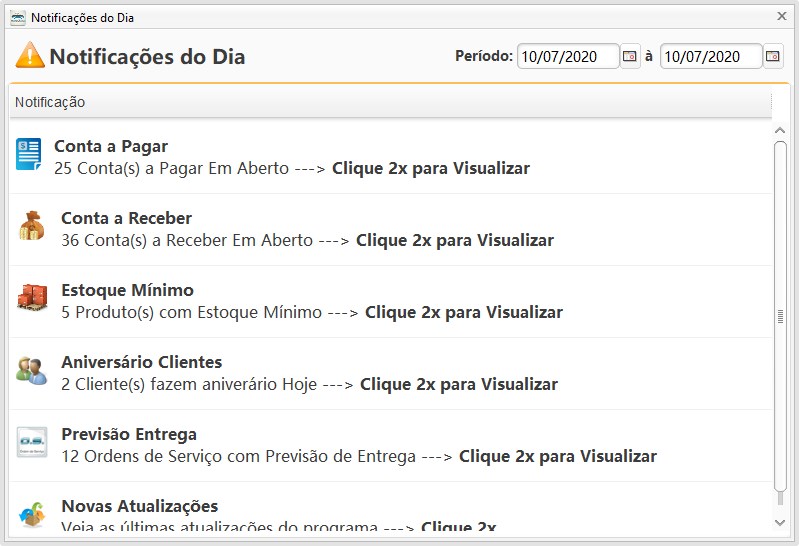 Notificações do Dia
Notificações do Dia
Período: 10/07/2020 à 10/07/2020
Notificação
Conta a Pagar
25 Conta(s) a Pagar Em Aberto ---> Clique 2x para Visualizar
Conta a Receber
36 Conta(s) a Receber Em Aberto ---> Clique 2x para Visualizar
Estoque Mínimo
5 Produto(s) com Estoque Mínimo ---> Clique 2x para Visualizar
Aniversário Clientes
2 Cliente(s) fazem aniverário Hoje ---> Clique 2x para Visualizar
O.S.
Previsão Entrega
12 Ordens de Serviço com Previsão de Entrega ---> Clique 2x para Visualizar
Novas Atualizações
Veja as últimas atualizações do programa ---> Clique 2x